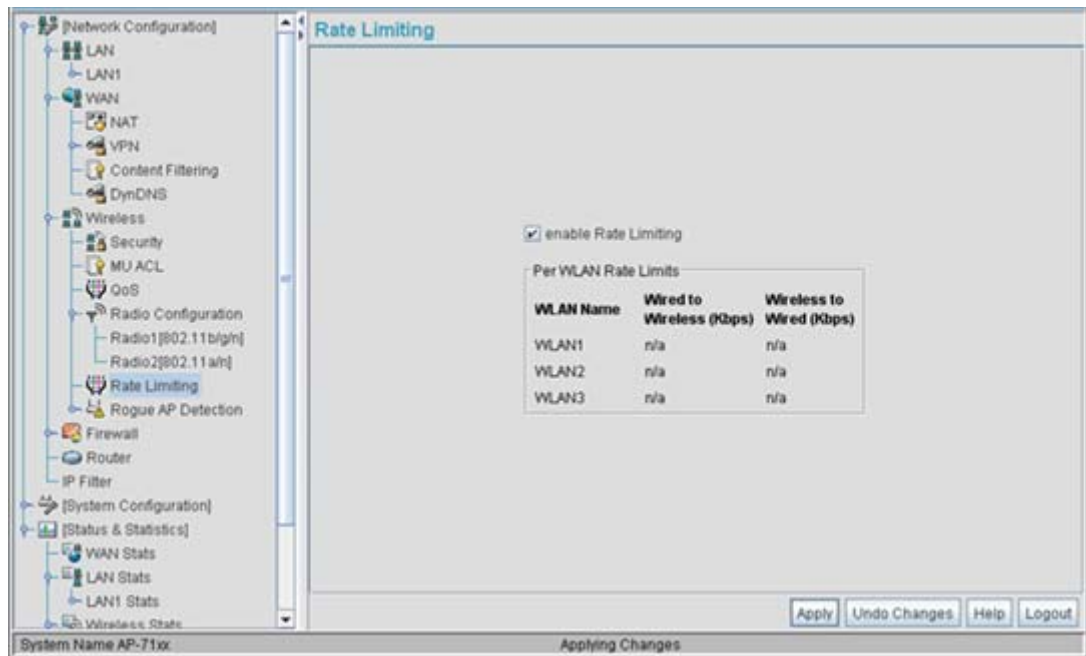 [Network Configuration]
LAN
LAN1
WAN
NAT
VPN
Content Filtering
DynDNS
Wireless
Security
MU ACL
QoS
Radio Configuration
Radio1[802.11b/g/n]
Radio2[802.11a/n]
Rate Limiting
Rogue AP Detection
Firewall
Router
IP Filter
[System Configuration]
[Status & Statistics]
WAN Stats
LAN Stats
LAN1 Stats
Wireless Stats
Rate Limiting
enable Rate Limiting
Per WLAN Rate Limits
WLAN Name Wired to Wireless (Kbps) Wireless to Wired (Kbps)
WLAN1 n/a n/a
WLAN2 n/a n/a
WLAN3 n/a n/a
Apply Undo Changes Help Logout
System Name AP-71xx Applying Changes